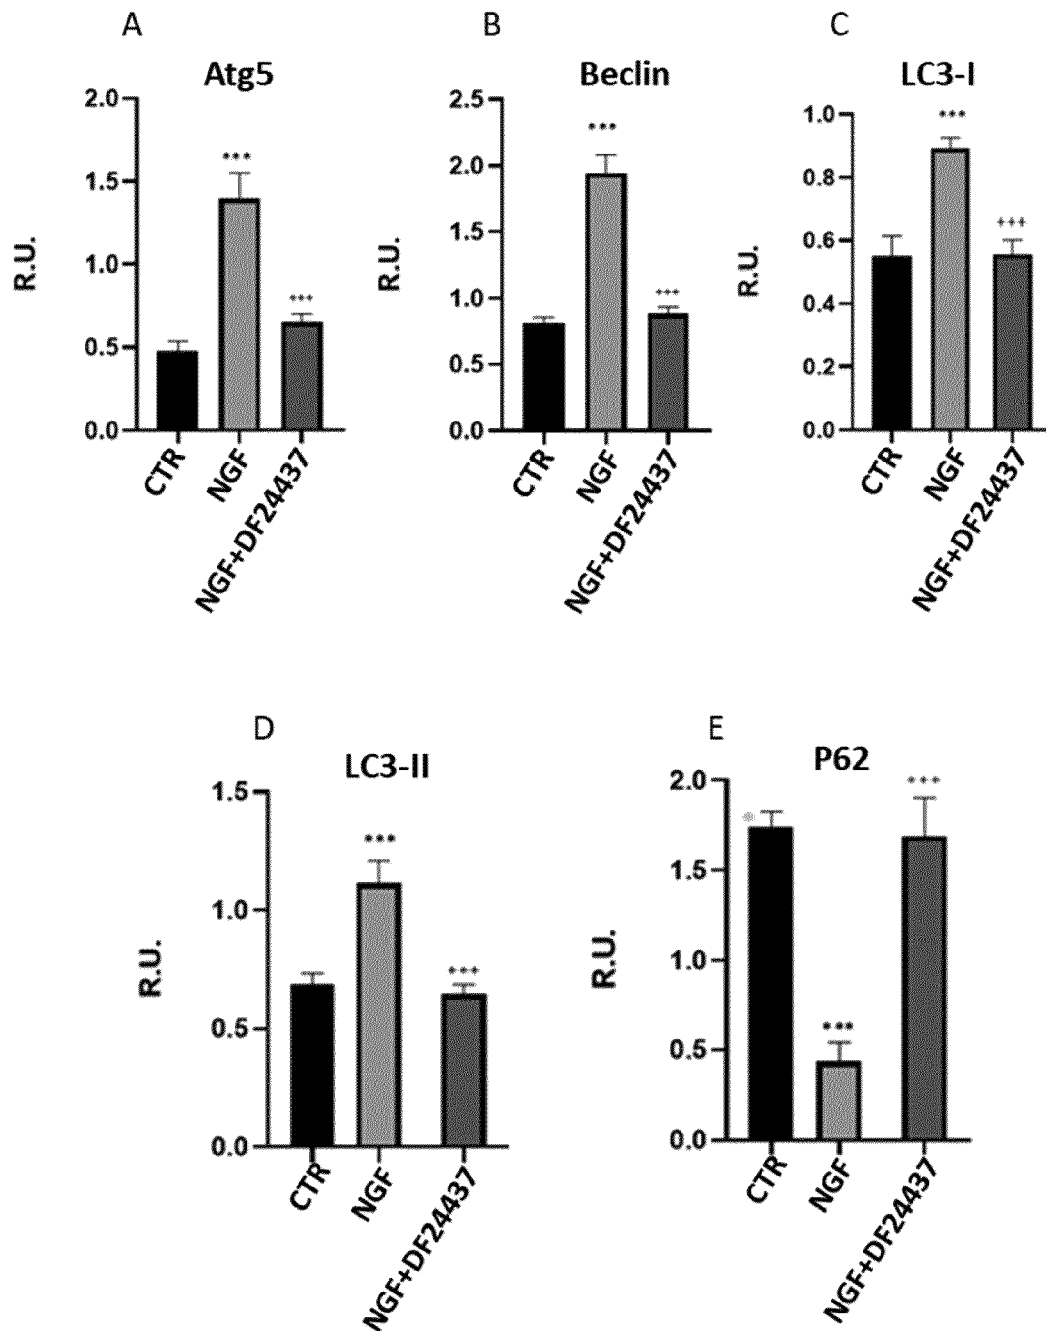 A
Atg5
R.U.
2.0
1.5
1.0
0.5
0.0
***
+++
CTR
NGF
NGF+DF24437
B
Beclin
R.U.
2.5
2.0
1.5
1.0
0.5
0.0
***
+++
CTR
NGF
NGF+DF24437
C
LC3-I
R.U.
1.0
0.8
0.6
0.4
0.2
0.0
***
+++
CTR
NGF
NGF+DF24437
D
LC3-II
R.U.
1.5
1.0
0.5
0.0
***
+++
CTR
NGF
NGF+DF24437
E
P62
R.U.
2.0
1.5
1.0
0.5
0.0
***
+++
CTR
NGF
NGF+DF24437